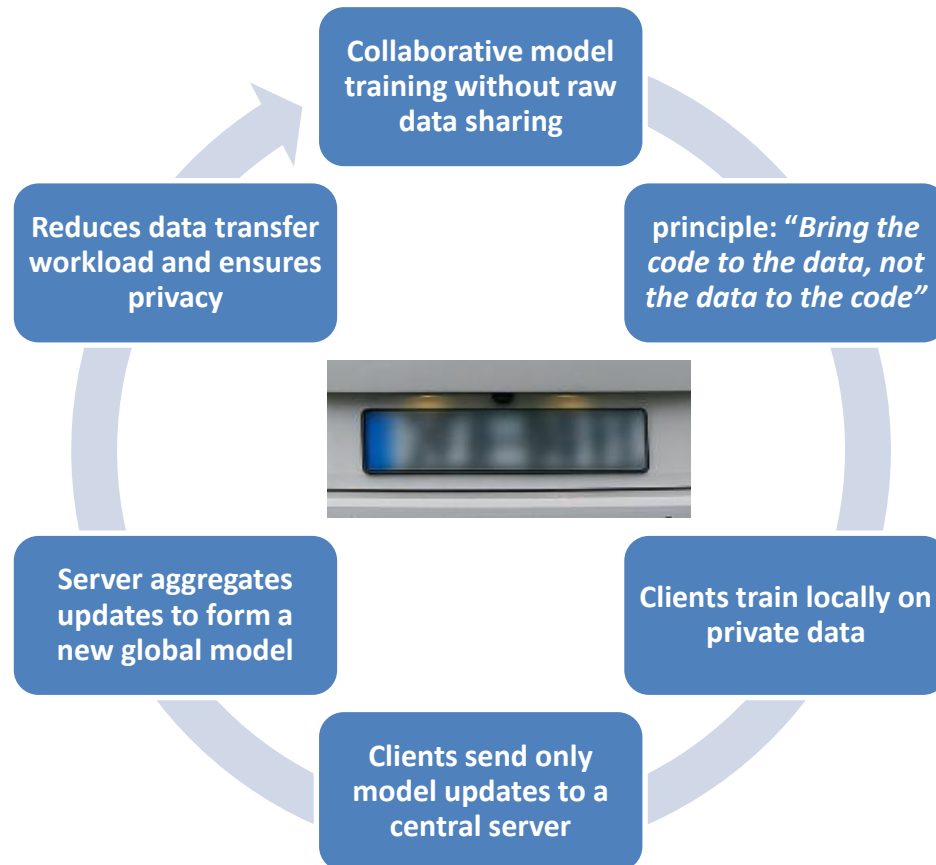 Collaborative model
training without raw
data sharing
principle: “Bring the
code to the data, not
the data to the code”
Clients train locally on
private data
Clients send only
model updates to a
central server
Server aggregates
updates to form a
new global model
Reduces data transfer
workload and ensures
privacy